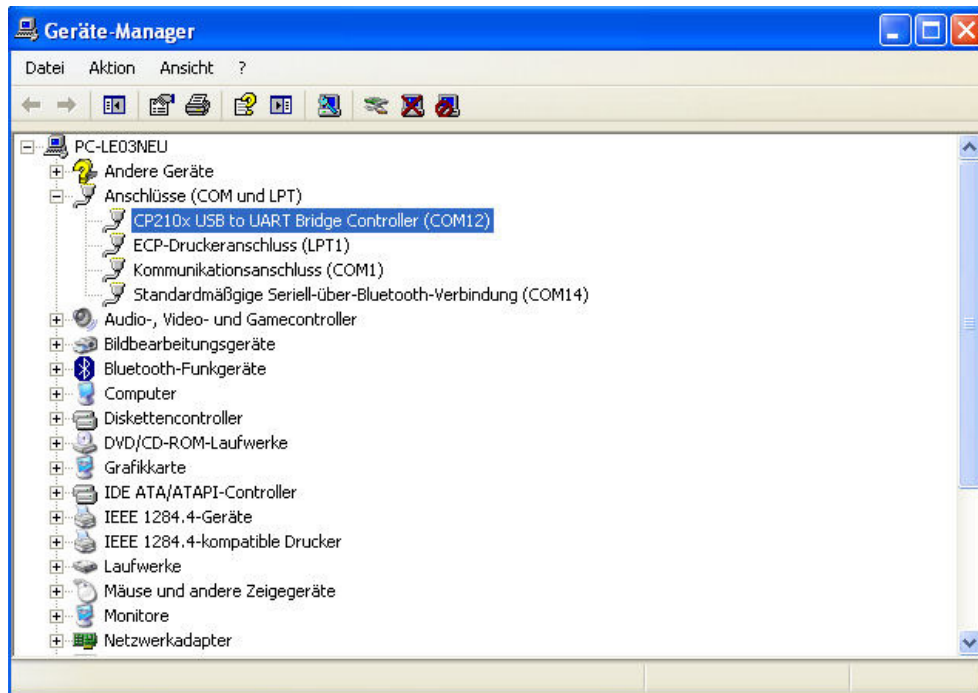 Geräte-Manager
Datei Aktion Ansicht ?
PC-LE03NEU
Andere Geräte
Anschlüsse (COM und LPT)
CP210x USB to UART Bridge Controller (COM12)
ECP-Druckeranschluss (LPT1)
Kommunikationsanschluss (COM1)
Standardmäßgige Seriell-über-Bluetooth-Verbindung (COM14)
Audio-, Video- und Gamecontroller
Bildbearbeitungsgeräte
Bluetooth-Funkgeräte
Computer
Diskettencontroller
DVD/CD-ROM-Laufwerke
Grafikkarte
IDE ATA/ATAPI-Controller
IEEE 1284.4-Geräte
IEEE 1284.4-kompatible Drucker
Laufwerke
Mäuse und andere Zeigegeräte
Monitore
Netzwerkadapter